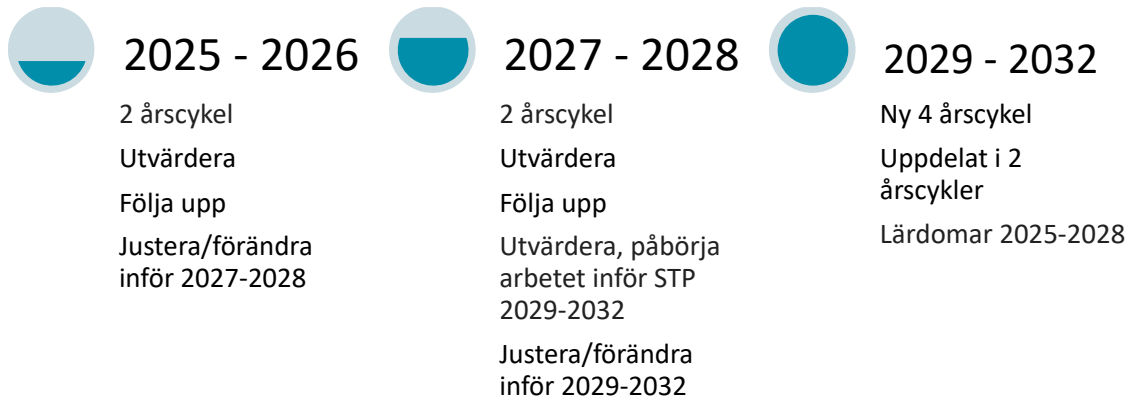 2025 - 2026
2 årscykel
Utvärdera
Följa upp
Justera/förändra
inför 2027-2028
2027 - 2028
2 årscykel
Utvärdera
Följa upp
Utvärdera, påbörja
arbetet inför STP
2029-2032
Justera/förändra
inför 2029-2032
2029 - 2032
Ny 4 årscykel
Uppdelat i 2
årscykler
Lärdomar 2025-2028